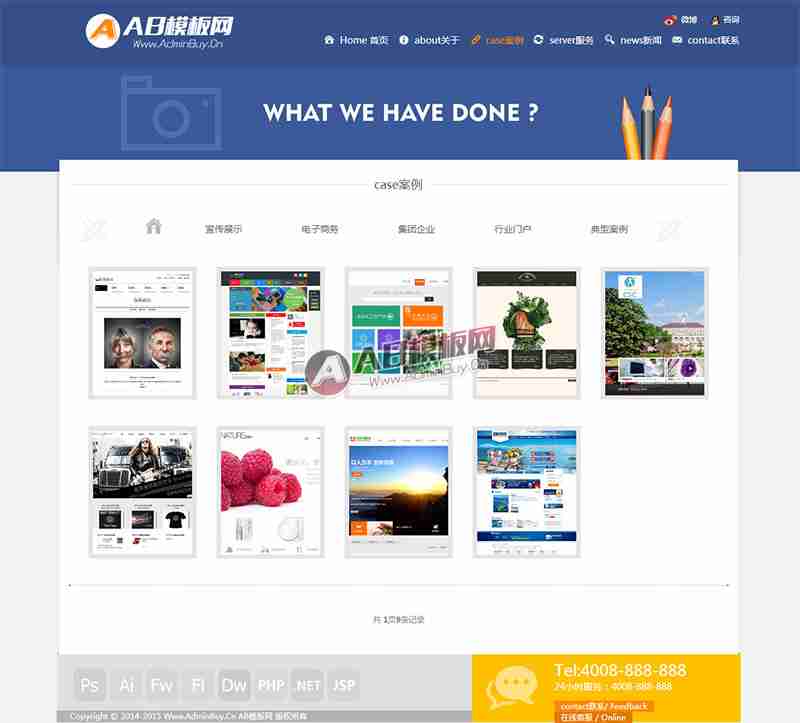 AB模板网
Www.AdminBuy.Cn
微博 咨询
Home 首页 about关于 case案例 server服务 news新闻 contact联系
WHAT WE HAVE DONE ?
case案例
宣传展示 电子商务 集团企业 行业门户 典型案例
AB模板网
Www.AdminBuy.Cn
NATURE
共 1页9条记录
Ps Ai Fw Fl Dw PHP .NET JSP
Tel:4008-888-888
24小时服务：4008-888-888
contact联系/ Feedback
在线客服 / Online
Copyright © 2014-2015 Www.AdminBuy.Cn AB模板网 版权所有